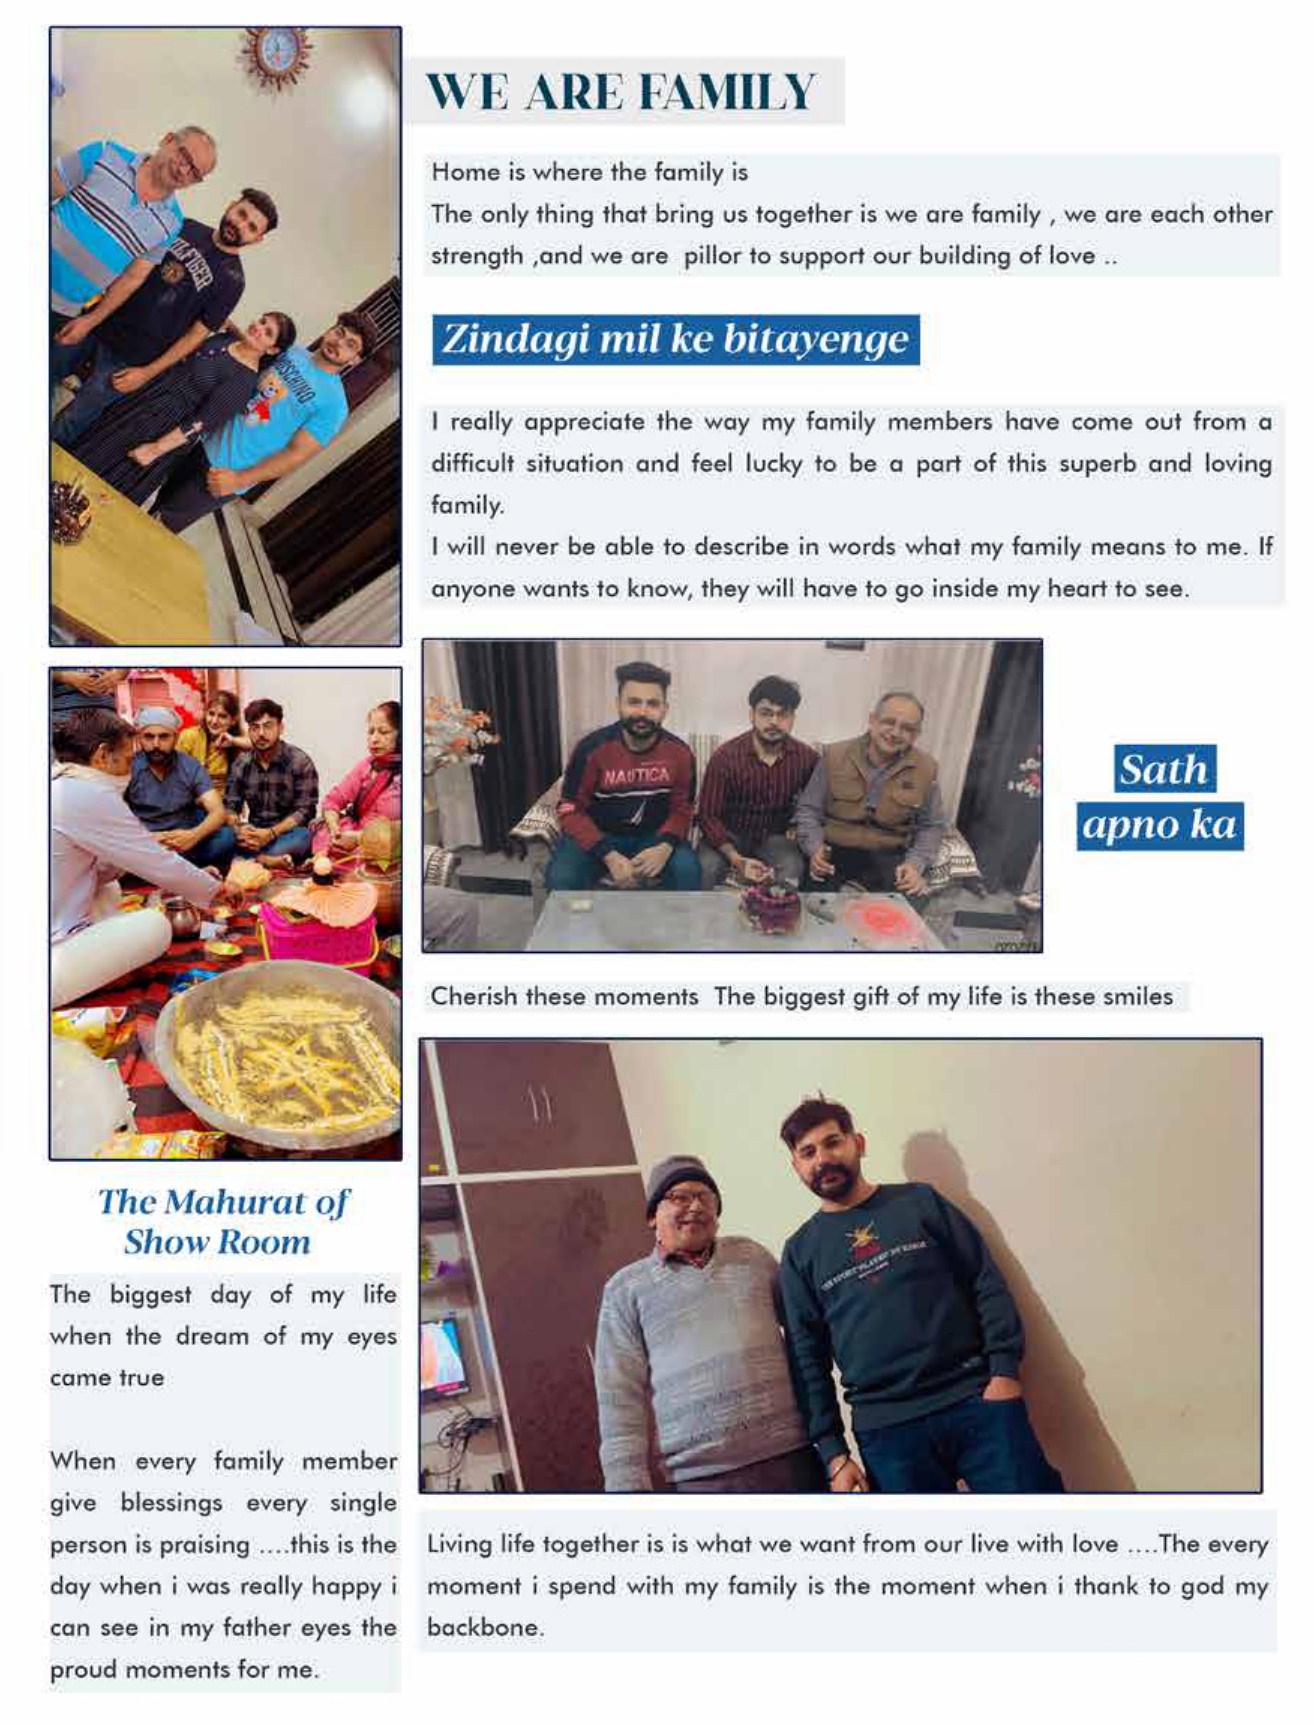 WE ARE FAMILY
Home is where the family is
The only thing that bring us together is we are family , we are each other
strength ,and we are pillor to support our building of love ..
Zindagi mil ke bitayenge
I really appreciate the way my family members have come out from a
difficult situation and feel lucky to be a part of this superb and loving
family.
I will never be able to describe in words what my family means to me. If
anyone wants to know, they will have to go inside my heart to see.
HILFIGER
MOSCHINO
NAUTICA
Sath
apno ka
Cherish these moments The biggest gift of my life is these smiles
The Mahurat of
Show Room
The biggest day of my life
when the dream of my eyes
came true
When every family member
give blessings every single
person is praising ....this is the
day when i was really happy i
can see in my father eyes the
proud moments for me.
Living life together is is what we want from our live with love ....The every
moment i spend with my family is the moment when i thank to god my
backbone.